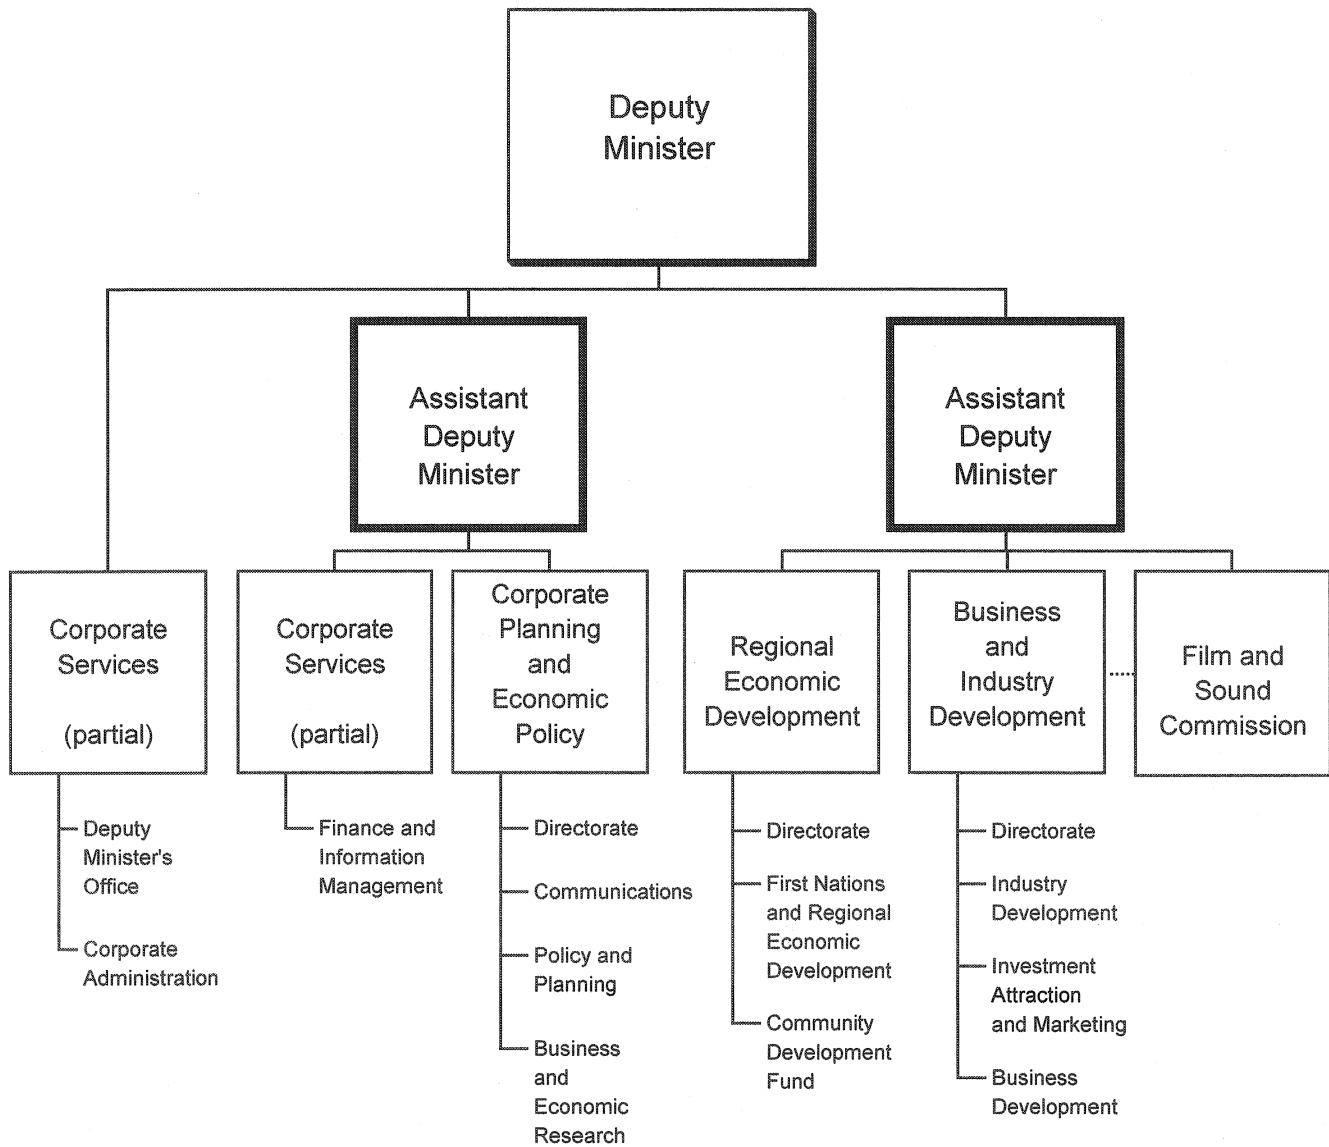 Deputy
Minister
Assistant
Deputy
Minister
Assistant
Deputy
Minister
Corporate
Services
(partial)
Corporate
Services
(partial)
Corporate
Planning
and
Economic
Policy
Regional
Economic
Development
Business
and
Industry
Development
Film and
Sound
Commission
Deputy
Minister's
Office
Corporate
Administration
Finance and
Information
Management
Directorate
Communications
Policy and
Planning
Business
and
Economic
Research
Directorate
First Nations
and Regional
Economic
Development
Community
Development
Fund
Directorate
Industry
Development
Investment
Attraction
and Marketing
Business
Development